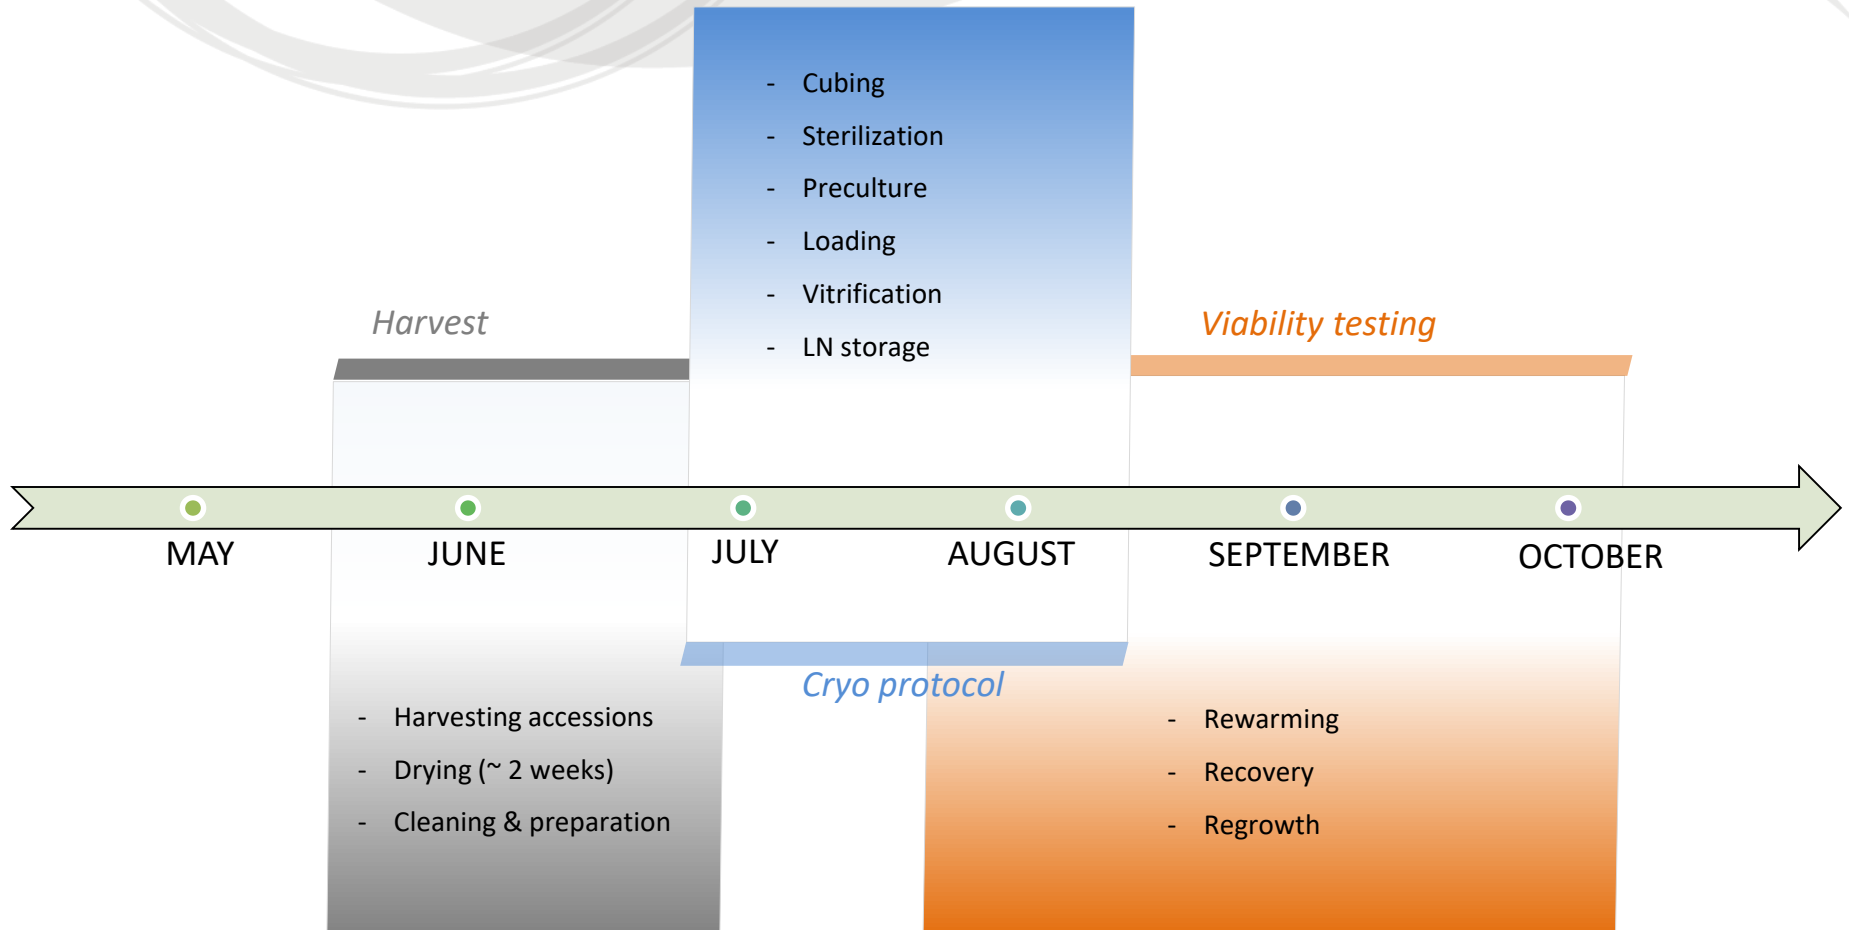 - Cubing
- Sterilization
- Preculture
- Loading
- Vitrification
- LN storage
Harvest
Viability testing
MAY
JUNE
JULY
AUGUST
SEPTEMBER
OCTOBER
Cryo protocol
- Harvesting accessions
- Drying (~ 2 weeks)
- Cleaning & preparation
- Rewarming
- Recovery
- Regrowth